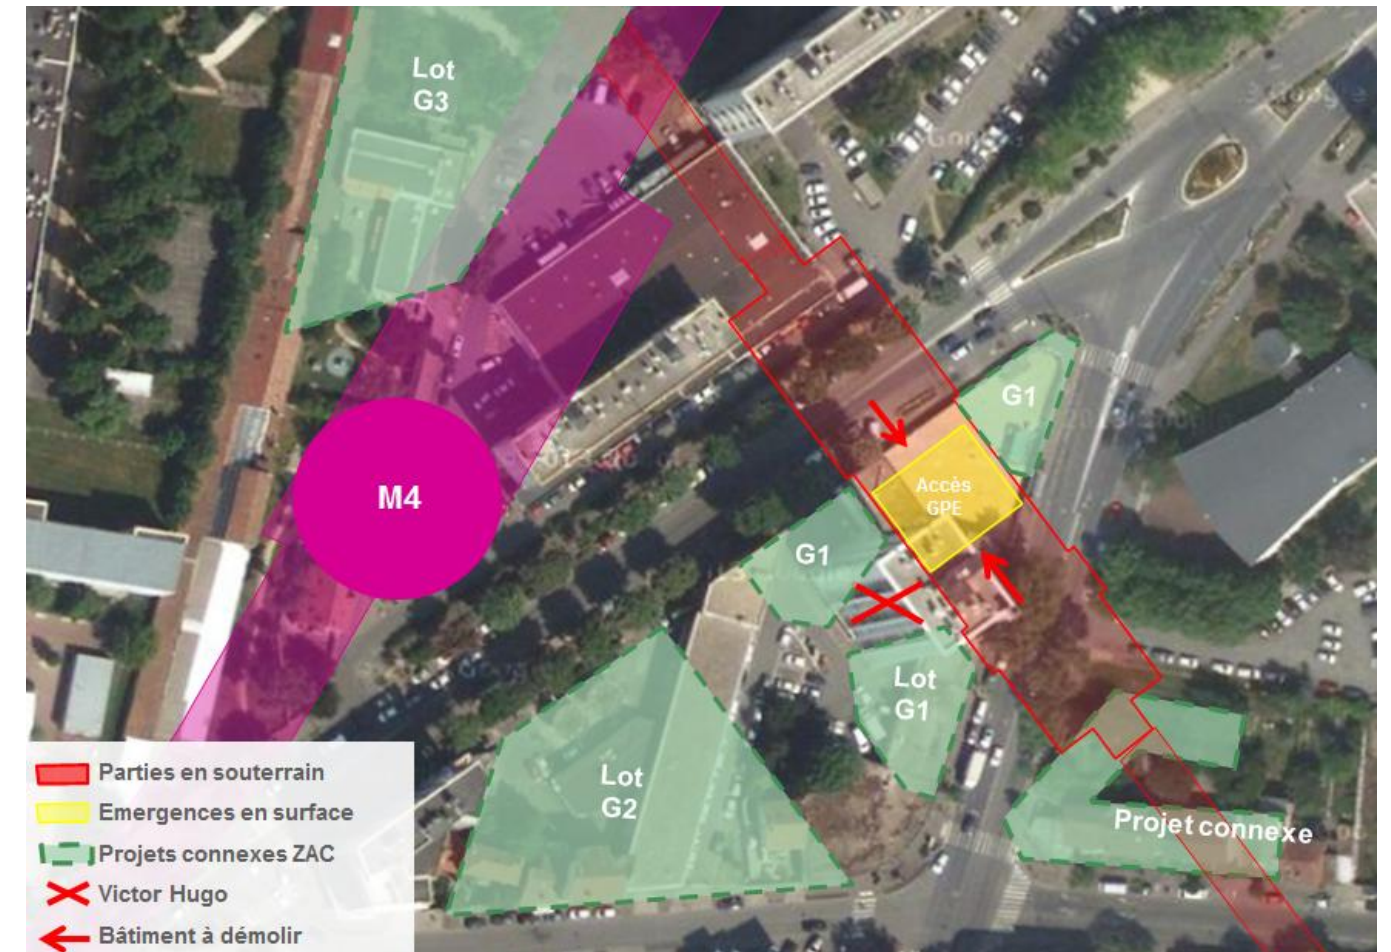 Lot
G3
M4
G1
Accès
GPE
G1
Lot
G1
Lot
G2
Projet connexe
Parties en souterrain
Emergences en surface
Projets connexes ZAC
Victor Hugo
Bâtiment à démolir